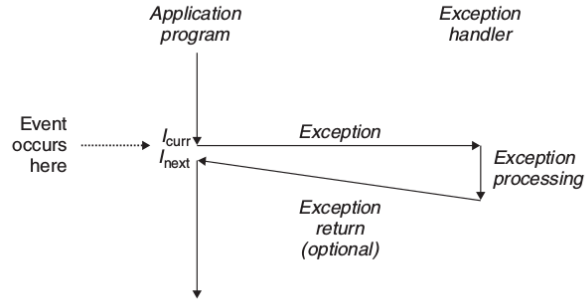 Application
program
Exception
handler
Event
occurs
here
Icurr
Inext
Exception
Exception
processing
Exception
return
(optional)